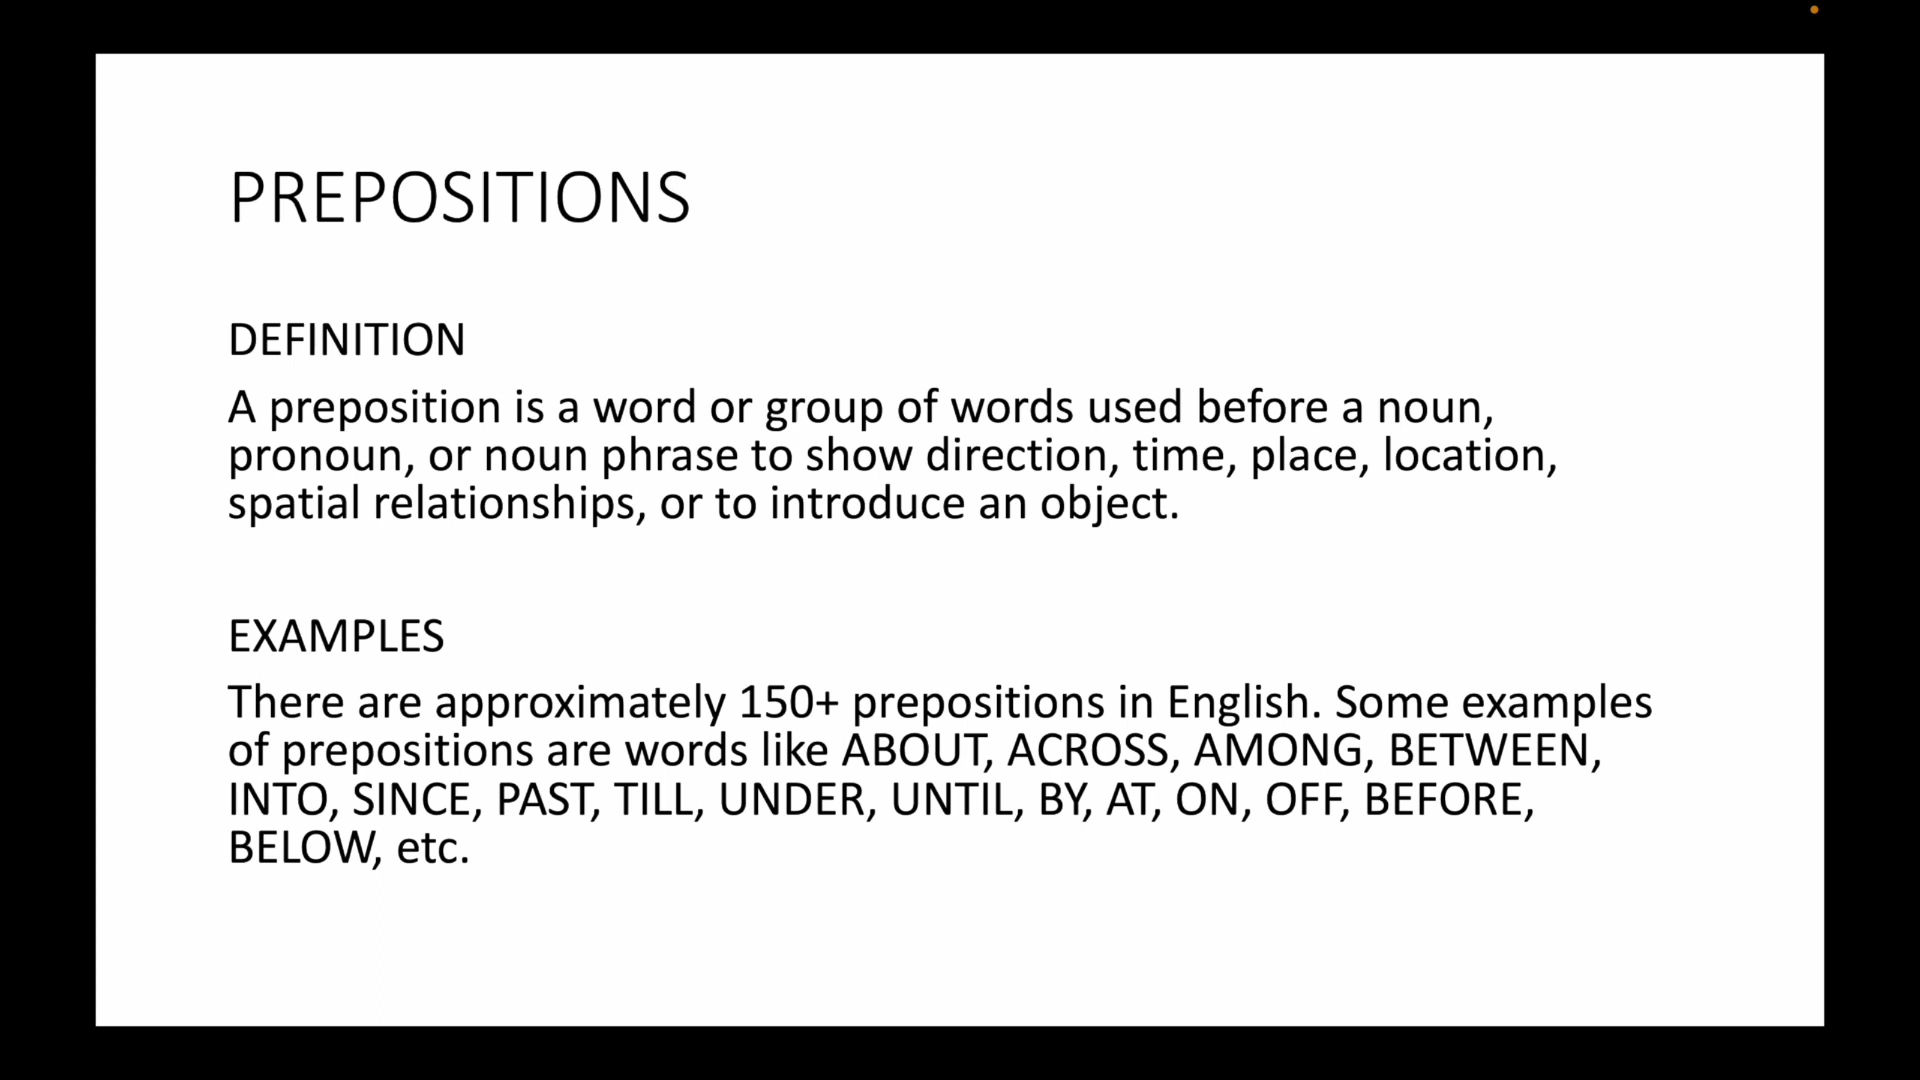 PREPOSITIONS
DEFINITION
A preposition is a word or group of words used before a noun,
pronoun, or noun phrase to show direction, time, place, location,
spatial relationships, or to introduce an object.
EXAMPLES
There are approximately 150+ prepositions in English. Some examples
of prepositions are words like ABOUT, ACROSS, AMONG, BETWEEN,
INTO, SINCE, PAST, TILL, UNDER, UNTIL, BY, AT, ON, OFF, BEFORE,
BELOW, etc.